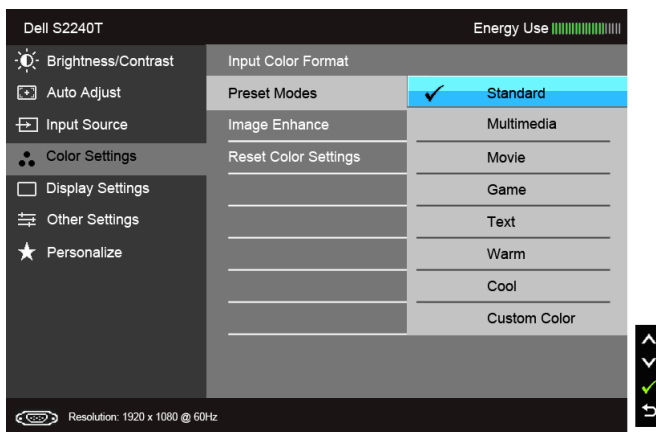 Dell S2240T
Energy Use
Brightness/Contrast
Auto Adjust
Input Source
Color Settings
Display Settings
Other Settings
Personalize
Input Color Format
Preset Modes
Image Enhance
Reset Color Settings
Standard
Multimedia
Movie
Game
Text
Warm
Cool
Custom Color
Resolution: 1920 x 1080 @ 60Hz